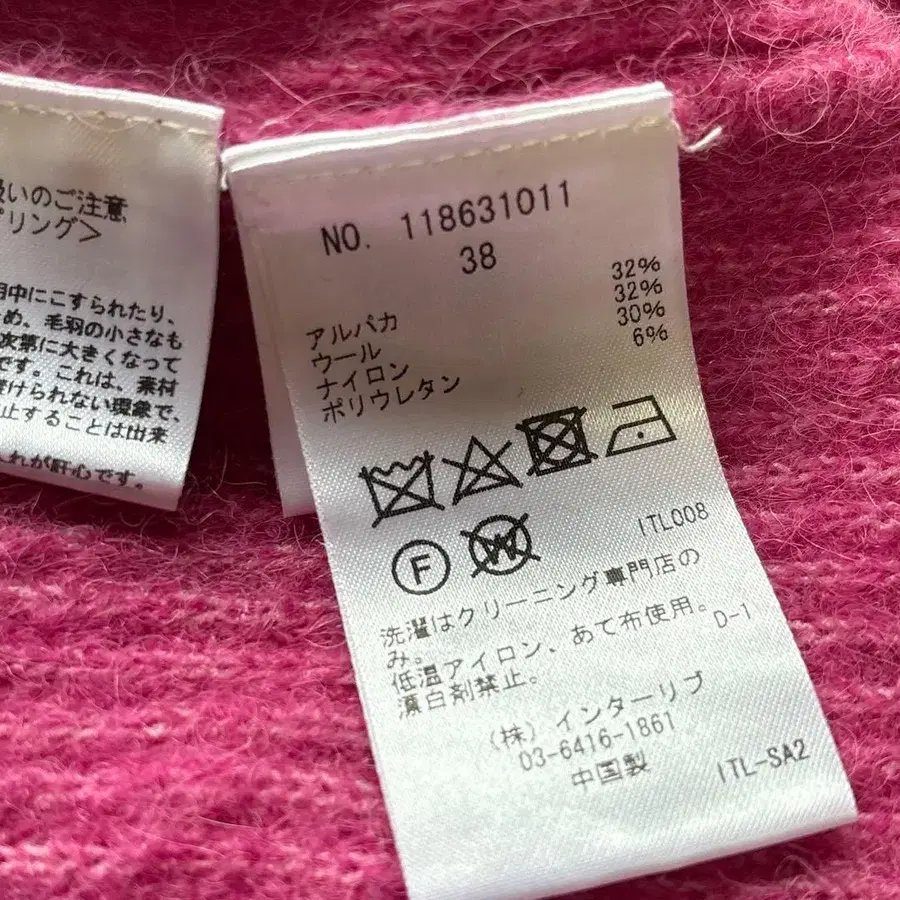 いのご注意
リング＞
中にこすられたり、
め、毛羽の小さなも
次第に大きくなって
です。これは、素材
けられない現象で、
止することは出来
入れが肝心です。
NO. 118631011
38
アルパカ 32%
ウール 32%
ナイロン 30%
ポリウレタン 6%
F W
ITL008
洗濯はクリーニング専門店の
み。
低温アイロン、あて布使用。
漂白剤禁止。
D-1
（株）インターリブ
03-6416-1861
中国製
ITL-SA2